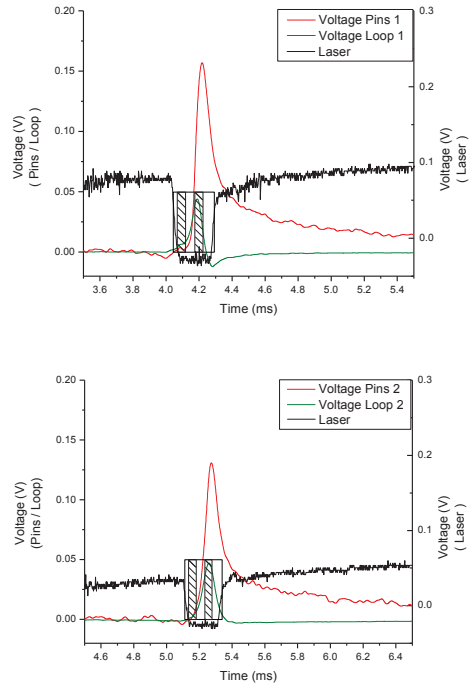 Voltage Pins 1
Voltage Loop 1
Laser
0.20
0.15
0.10
0.05
0.00
Voltage (V)
( Pins / Loop )
0.3
0.2
0.1
0.0
Voltage (V)
( Laser )
3.6 3.8 4.0 4.2 4.4 4.6 4.8 5.0 5.2 5.4
Time (ms)
Voltage Pins 2
Voltage Loop 2
Laser
0.20
0.15
0.10
0.05
0.00
Voltage (V)
(Pins / Loop)
0.3
0.2
0.1
0.0
Voltage (V)
( Laser )
4.6 4.8 5.0 5.2 5.4 5.6 5.8 6.0 6.2 6.4
Time (ms)